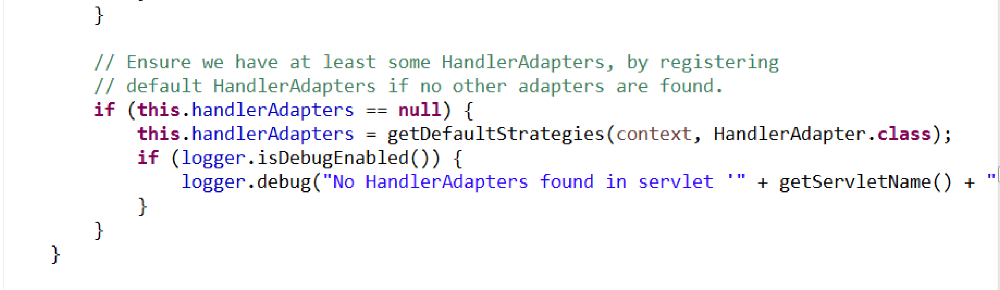 }
// Ensure we have at least some HandlerAdapters, by registering
// default HandlerAdapters if no other adapters are found.
if (this.handlerAdapters == null) {
this.handlerAdapters = getDefaultStrategies(context, HandlerAdapter.class);
if (logger.isDebugEnabled()) {
logger.debug("No HandlerAdapters found in servlet '" + getServletName() + "
}
}
}